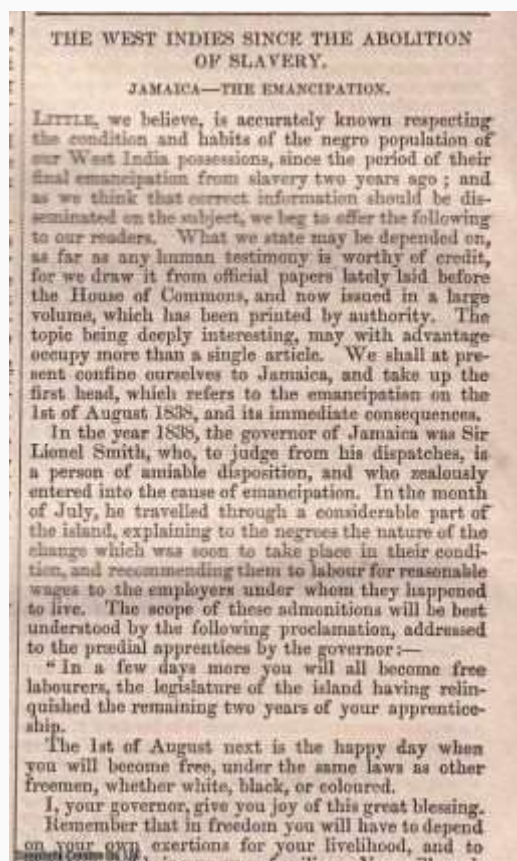 THE WEST INDIES SINCE THE ABOLITION
OF SLAVERY.
JAMAICA—THE EMANCIPATION.
LITTLE, we believe, is accurately known respecting
the condition and habits of the negro population of
our West India possessions, since the period of their
final emancipation from slavery two years ago; and
as we think that correct information should be dis-
seminated on the subject, we beg to offer the following
to our readers. What we state may be depended on,
as far as any human testimony is worthy of credit,
for we draw it from official papers lately laid before
the House of Commons, and now issued in a large
volume, which has been printed by authority. The
topic being deeply interesting, may with advantage
occupy more than a single article. We shall at pre-
sent confine ourselves to Jamaica, and take up the
first head, which refers to the emancipation on the
1st of August 1838, and its immediate consequences.
In the year 1838, the governor of Jamaica was Sir
Lionel Smith, who, to judge from his dispatches, is
a person of amiable disposition, and who zealously
entered into the cause of emancipation. In the month
of July, he travelled through a considerable part of
the island, explaining to the negroes the nature of the
change which was soon to take place in their condi-
tion, and recommending them to labour for reasonable
wages to the employers under whom they happened
to live. The scope of these admonitions will be best
understood by the following proclamation, addressed
to the prædial apprentices by the governor:—
"In a few days more you will all become free
labourers, the legislature of the island having relin-
quished the remaining two years of your apprentice-
ship.
The 1st of August next is the happy day when
you will become free, under the same laws as other
freemen, whether white, black, or coloured.
I, your governor, give you joy of this great blessing.
Remember that in freedom you will have to depend
on your own exertions for your livelihood, and to